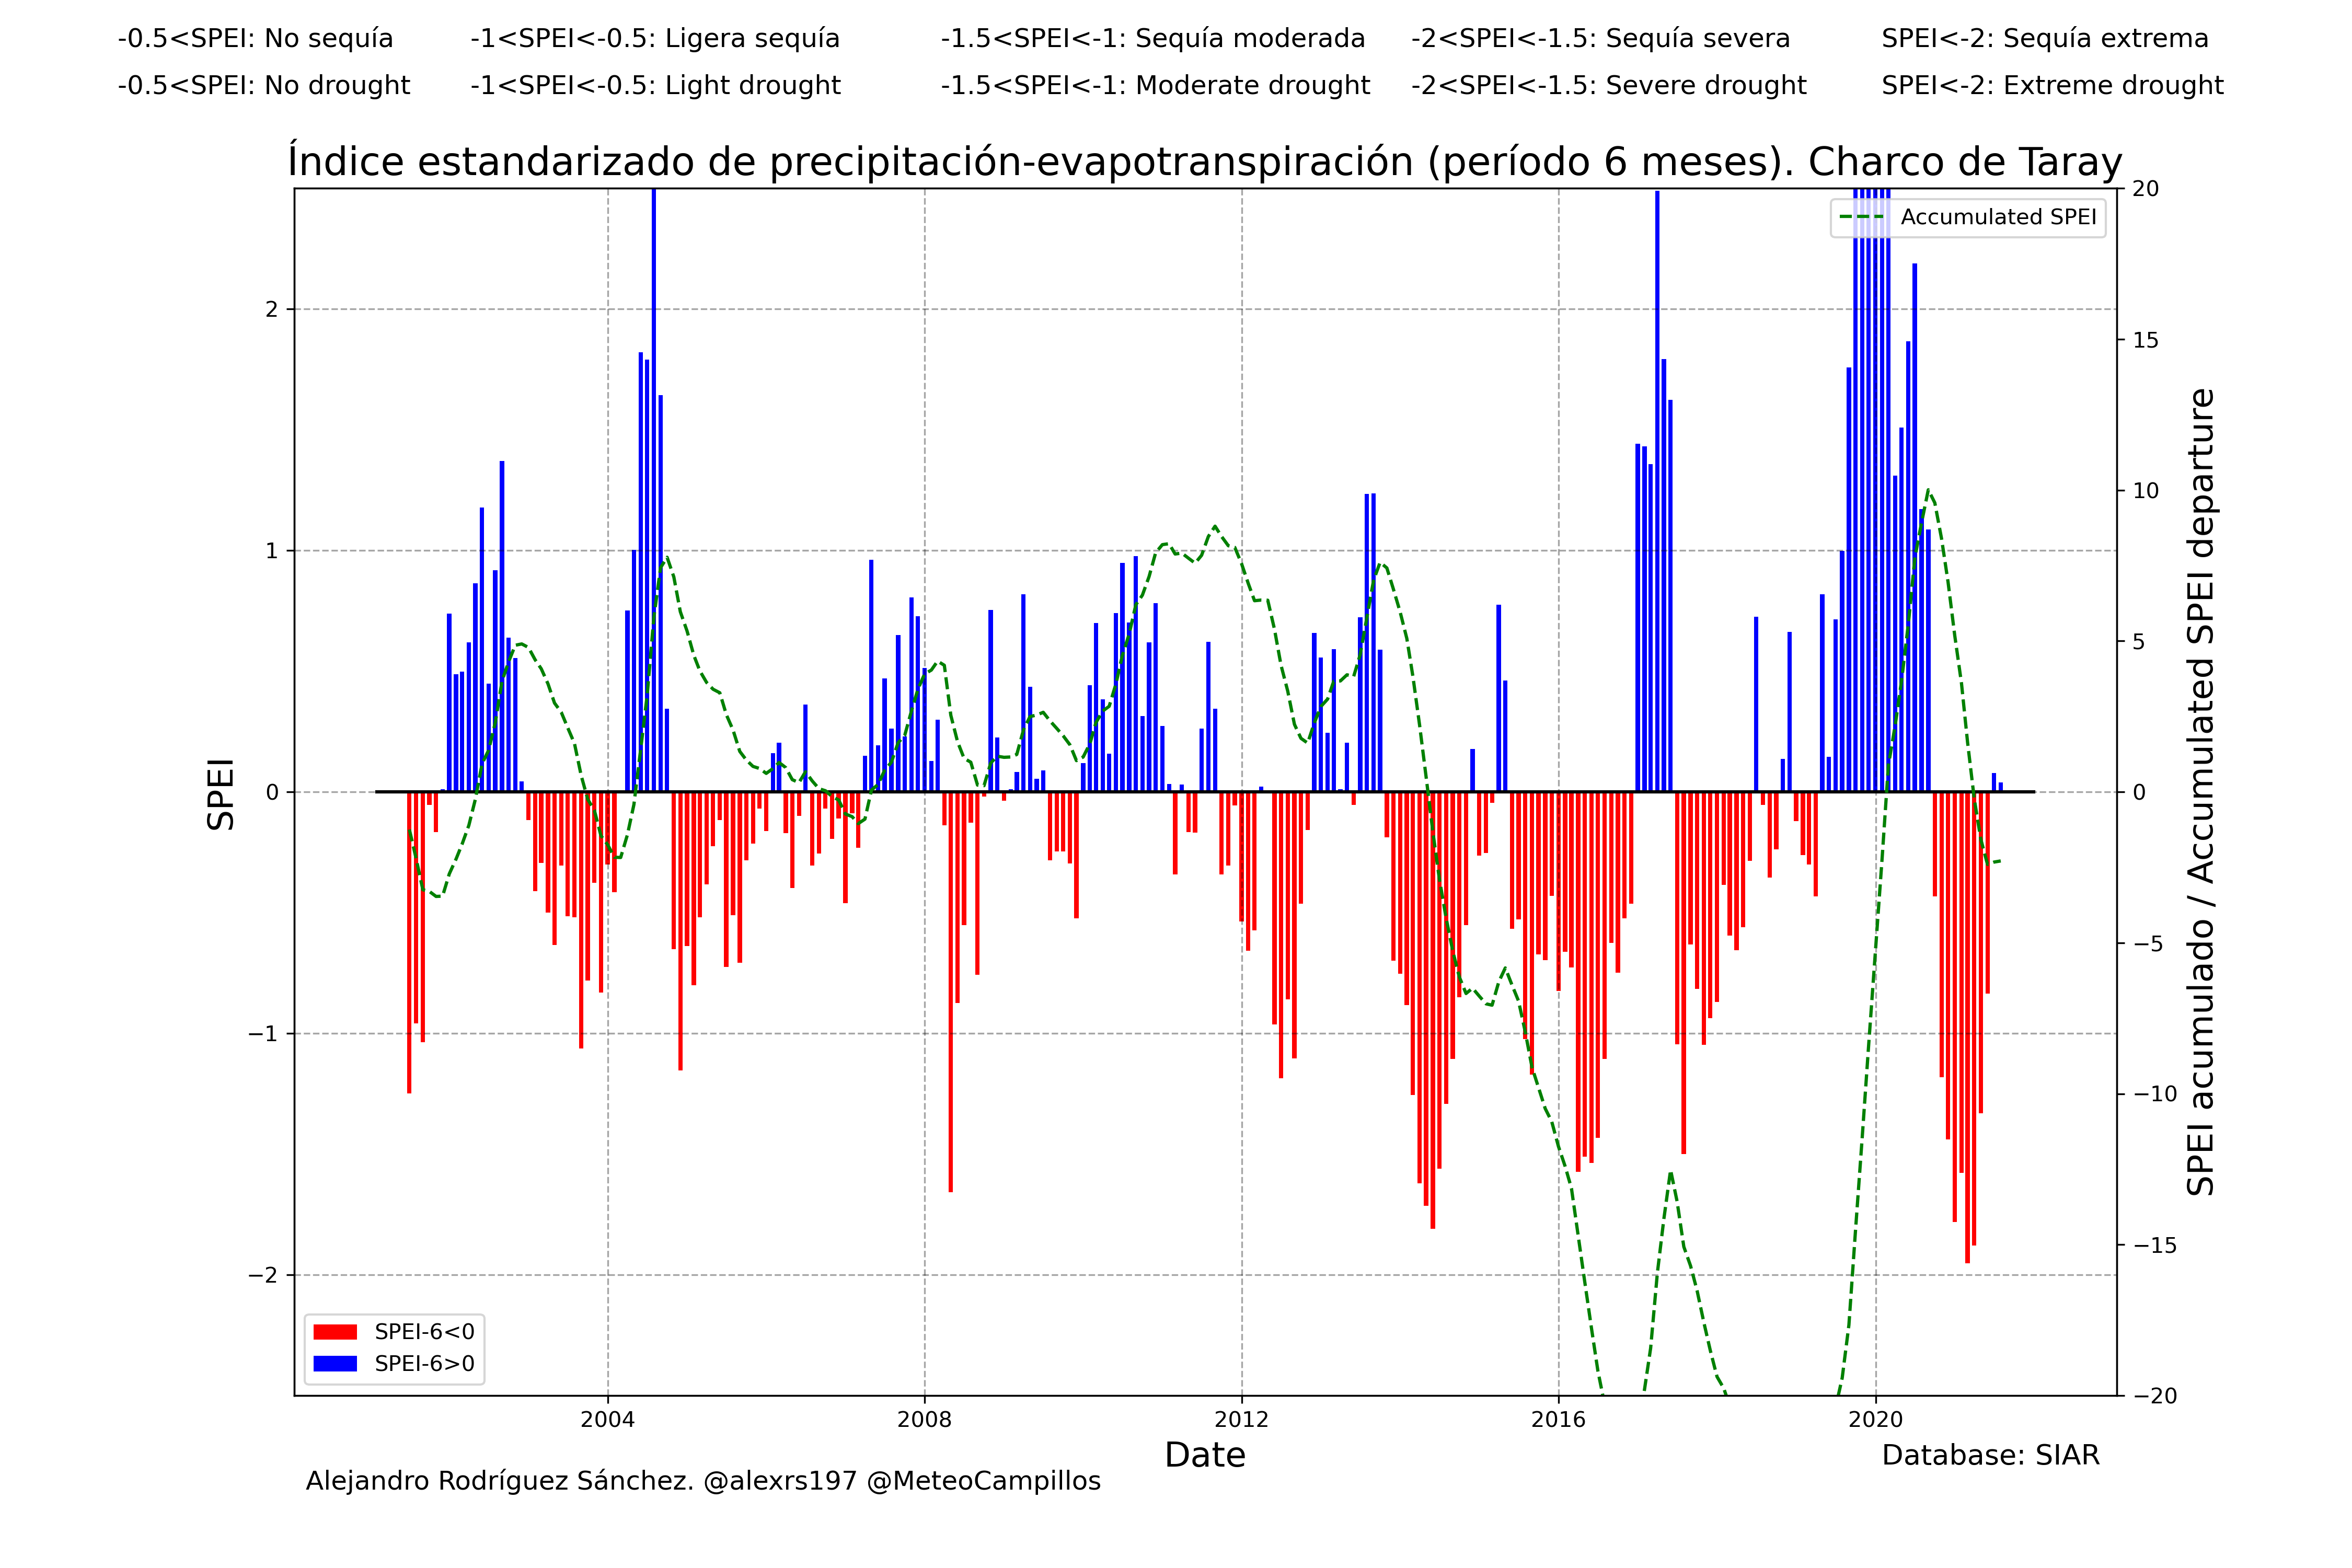 -0.5<SPEI: No sequía -1<SPEI<-0.5: Ligera sequía -1.5<SPEI<-1: Sequía moderada -2<SPEI<-1.5: Sequía severa SPEI<-2: Sequía extrema
-0.5<SPEI: No drought -1<SPEI<-0.5: Light drought -1.5<SPEI<-1: Moderate drought -2<SPEI<-1.5: Severe drought SPEI<-2: Extreme drought
Índice estandarizado de precipitación-evapotranspiración (período 6 meses). Charco de Taray
Accumulated SPEI
SPEI
2
1
0
−1
−2
20
15
10
5
0
−5
−10
−15
−20
SPEI acumulado / Accumulated SPEI departure
SPEI-6<0
SPEI-6>0
2004 2008 2012 2016 2020
Date
Database: SIAR
Alejandro Rodríguez Sánchez. @alexrs197 @MeteoCampillos